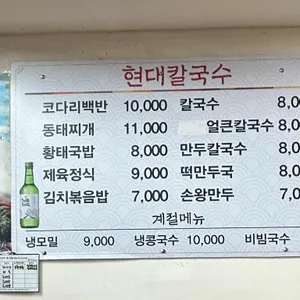 현대칼국수
코다리백반 10,000 칼국수 8,0
동태찌개 11,000 얼큰칼국수 8,0
황태국밥 8,000 만두칼국수 8,0
제육정식 9,000 떡만두국 8,0
김치볶음밥 7,000 손왕만두 7,0
계절메뉴
냉모밀 9,000 냉콩국수 10,000 비빔국수